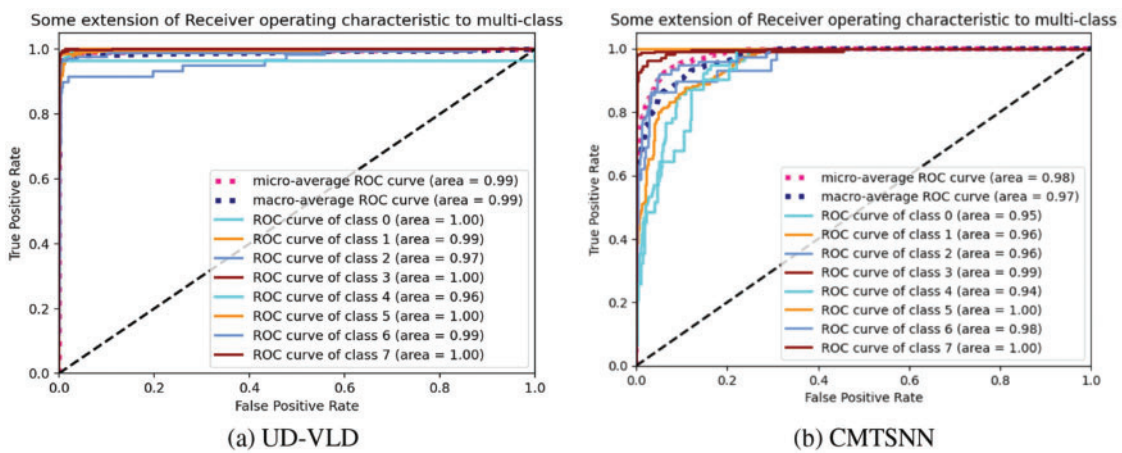 Some extension of Receiver operating characteristic to multi-class
1.0
0.8
0.6
0.4
0.2
0.0
True Positive Rate
micro-average ROC curve (area = 0.99)
macro-average ROC curve (area = 0.99)
ROC curve of class 0 (area = 1.00)
ROC curve of class 1 (area = 0.99)
ROC curve of class 2 (area = 0.97)
ROC curve of class 3 (area = 1.00)
ROC curve of class 4 (area = 0.96)
ROC curve of class 5 (area = 1.00)
ROC curve of class 6 (area = 0.99)
ROC curve of class 7 (area = 1.00)
0.0 0.2 0.4 0.6 0.8 1.0
False Positive Rate
(a) UD-VLD
Some extension of Receiver operating characteristic to multi-class
1.0
0.8
0.6
0.4
0.2
0.0
True Positive Rate
micro-average ROC curve (area = 0.98)
macro-average ROC curve (area = 0.97)
ROC curve of class 0 (area = 0.95)
ROC curve of class 1 (area = 0.96)
ROC curve of class 2 (area = 0.96)
ROC curve of class 3 (area = 0.99)
ROC curve of class 4 (area = 0.94)
ROC curve of class 5 (area = 1.00)
ROC curve of class 6 (area = 0.98)
ROC curve of class 7 (area = 1.00)
0.0 0.2 0.4 0.6 0.8 1.0
False Positive Rate
(b) CMTSNN